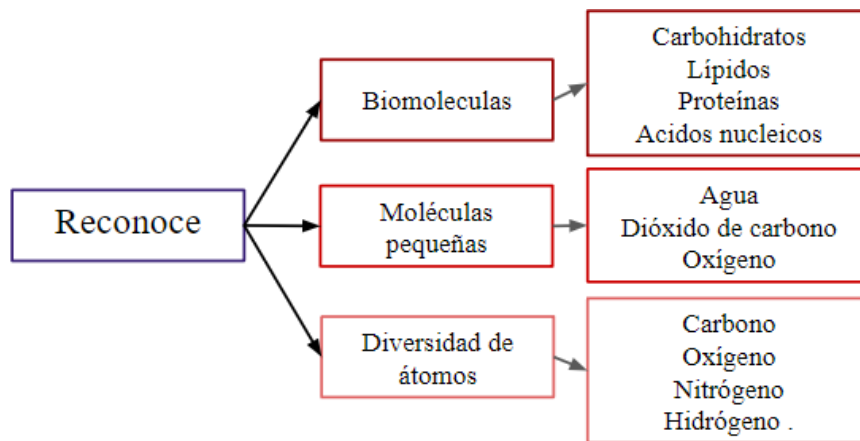 Reconoce
Biomoleculas
Carbohidratos
Lípidos
Proteínas
Acidos nucleicos
Moléculas
pequeñas
Agua
Dióxido de carbono
Oxígeno
Diversidad de
átomos
Carbono
Oxígeno
Nitrógeno
Hidrógeno .